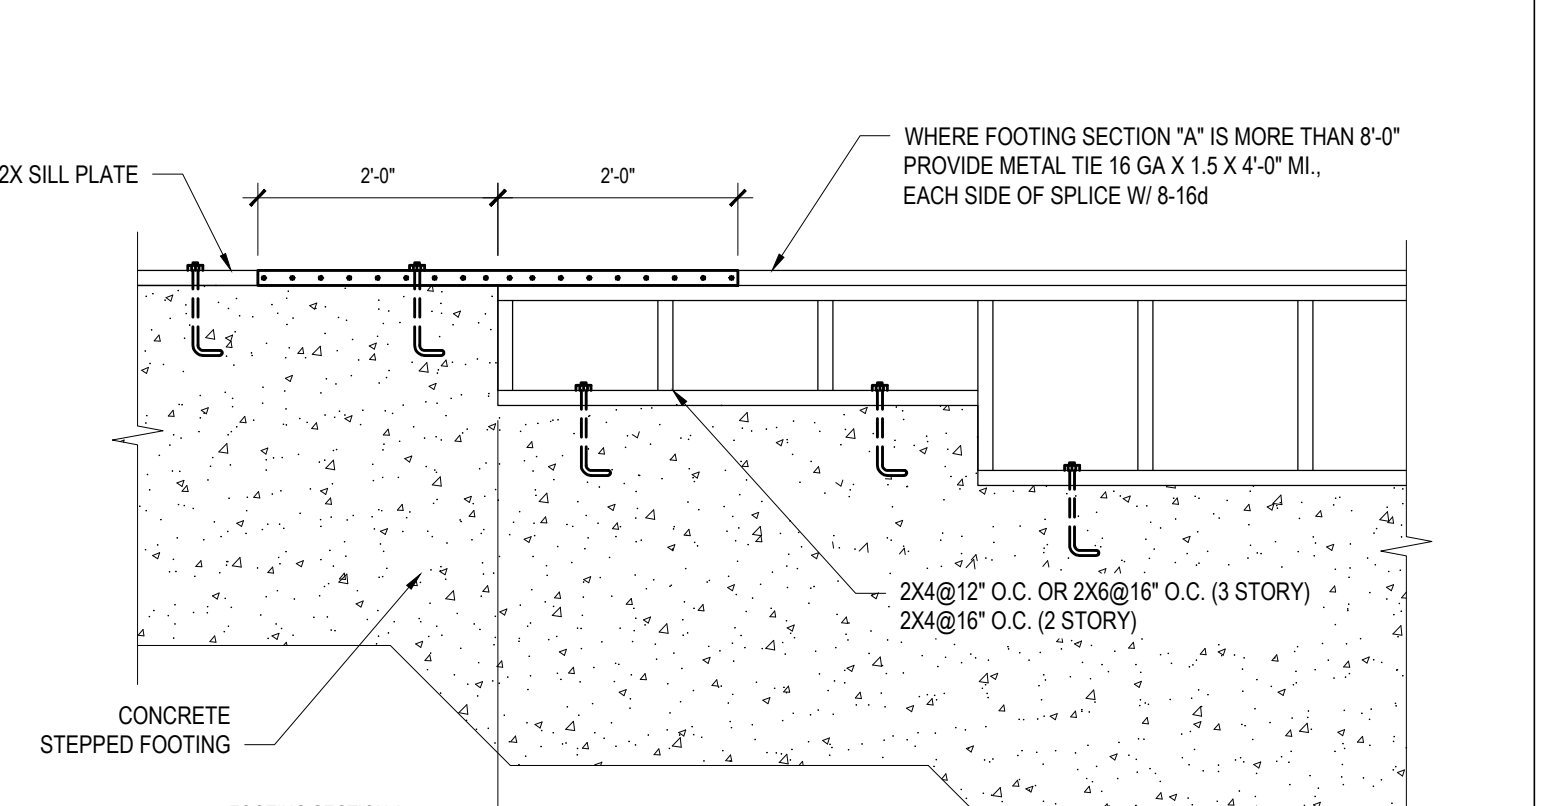 WHERE FOOTING SECTION "A" IS MORE THAN 8'-0"
PROVIDE METAL TIE 16 GA X 1.5 X 4'-0" MI.,
EACH SIDE OF SPLICE W/ 8-16d
2X SILL PLATE
2'-0"
2'-0"
2X4@12" O.C. OR 2X6@16" O.C. (3 STORY)
2X4@16" O.C. (2 STORY)
CONCRETE
STEPPED FOOTING